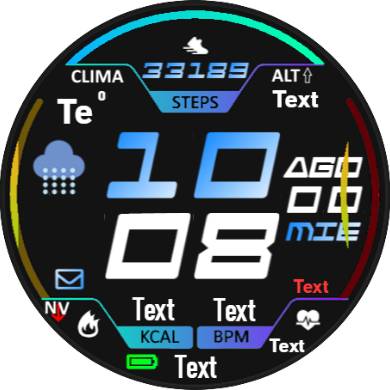 33189
CLIMA
ALT⇧
STEPS
Te°
Text
10
AGO
00
08
MIE
Text
NV
Text
Text
KCAL
BPM
Text
Text